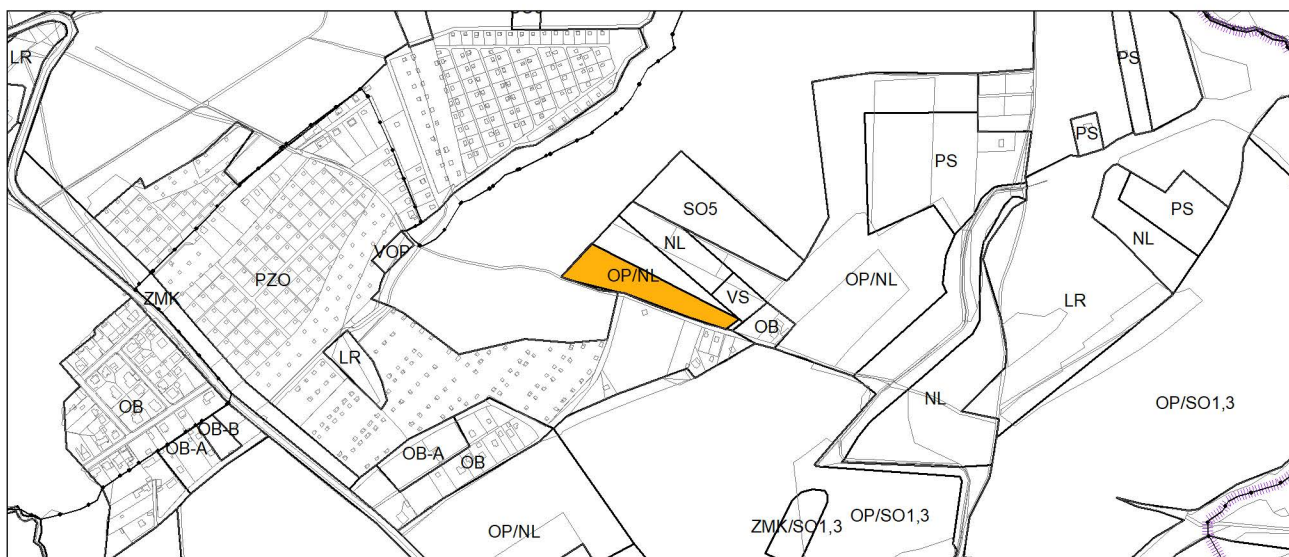 LR
PS
PS
PS
SO5
PS
NL
NL
VOP
OP/NL
OP/NL
PZO
VS
ZMK
LR
OB
LR
NL
OP/SO1,3
OB
OB-B
OB-A
OB-A
OB
OP/SO1,3
ZMK/SO1,3
OP/NL